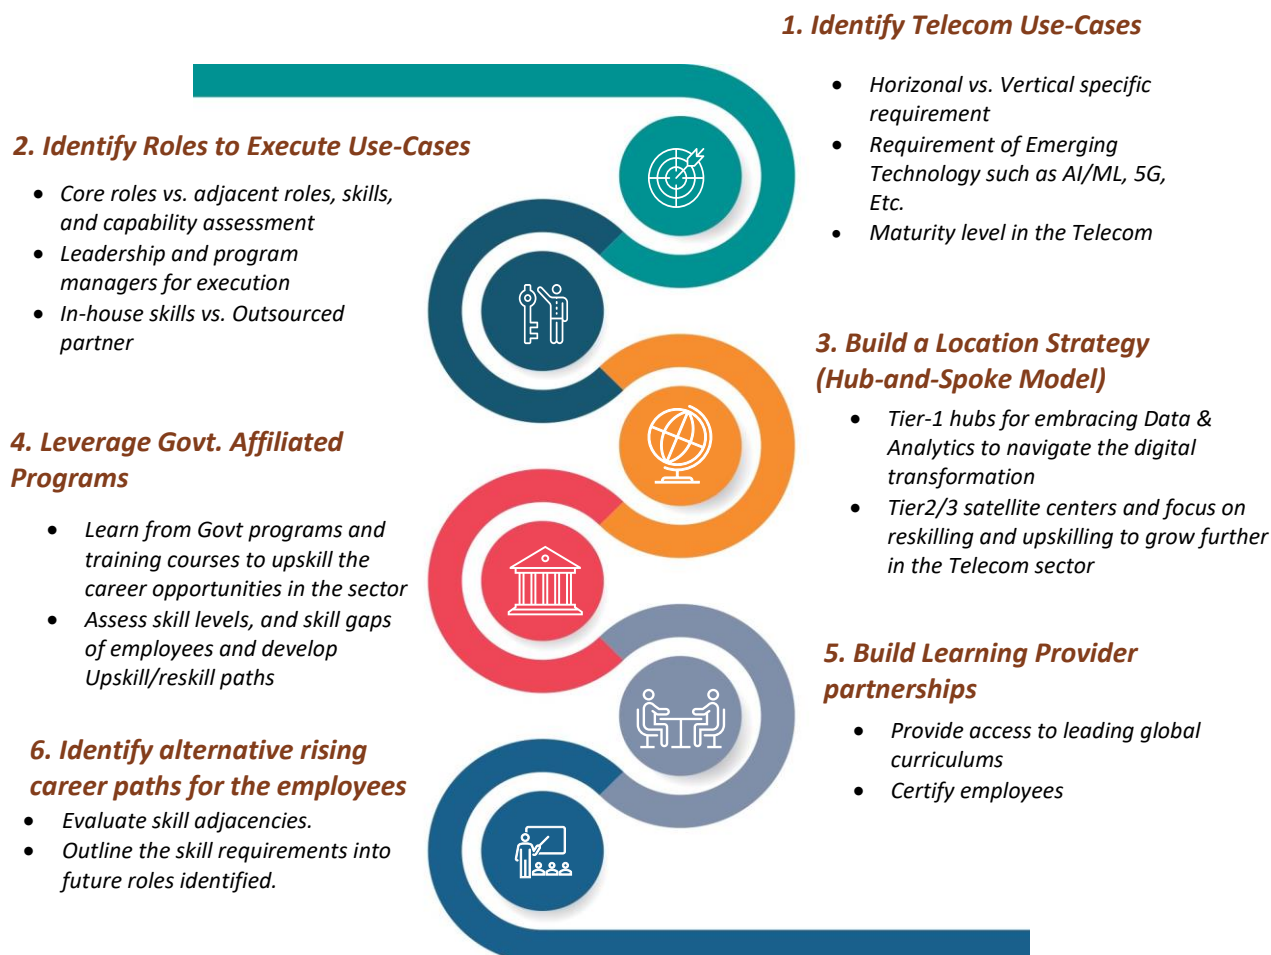 1. Identify Telecom Use-Cases
• Horizonal vs. Vertical specific
requirement
• Requirement of Emerging
Technology such as AI/ML, 5G,
Etc.
• Maturity level in the Telecom
2. Identify Roles to Execute Use-Cases
• Core roles vs. adjacent roles, skills,
and capability assessment
• Leadership and program
managers for execution
• In-house skills vs. Outsourced
partner
3. Build a Location Strategy
(Hub-and-Spoke Model)
• Tier-1 hubs for embracing Data &
Analytics to navigate the digital
transformation
• Tier2/3 satellite centers and focus on
reskilling and upskilling to grow further
in the Telecom sector
4. Leverage Govt. Affiliated
Programs
• Learn from Govt programs and
training courses to upskill the
career opportunities in the sector
• Assess skill levels, and skill gaps
of employees and develop
Upskill/reskill paths
5. Build Learning Provider
partnerships
• Provide access to leading global
curriculums
• Certify employees
6. Identify alternative rising
career paths for the employees
• Evaluate skill adjacencies.
• Outline the skill requirements into
future roles identified.